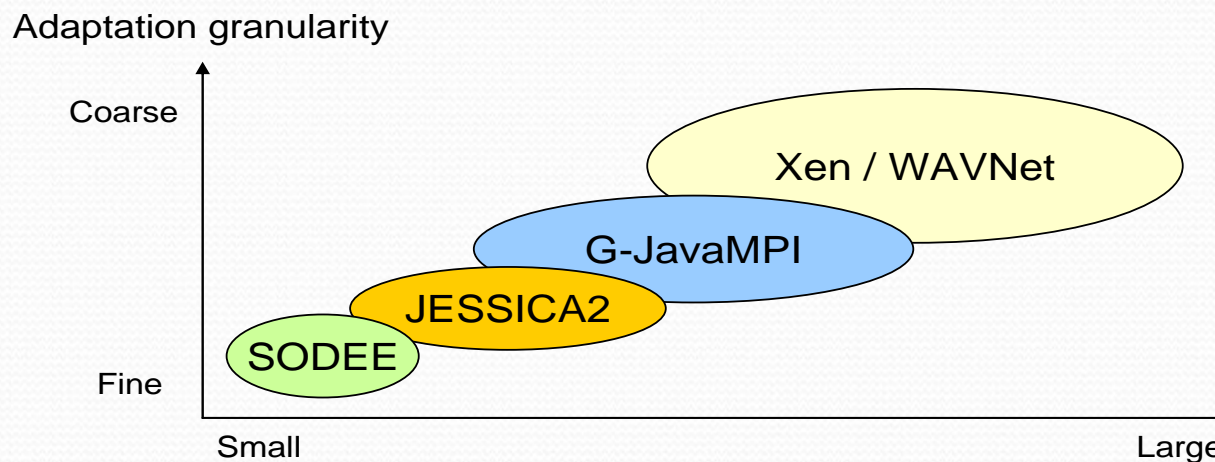 Adaptation granularity
Coarse
Xen / WAVNet
G-JavaMPI
JESSICA2
SODEE
Fine
Small
Large